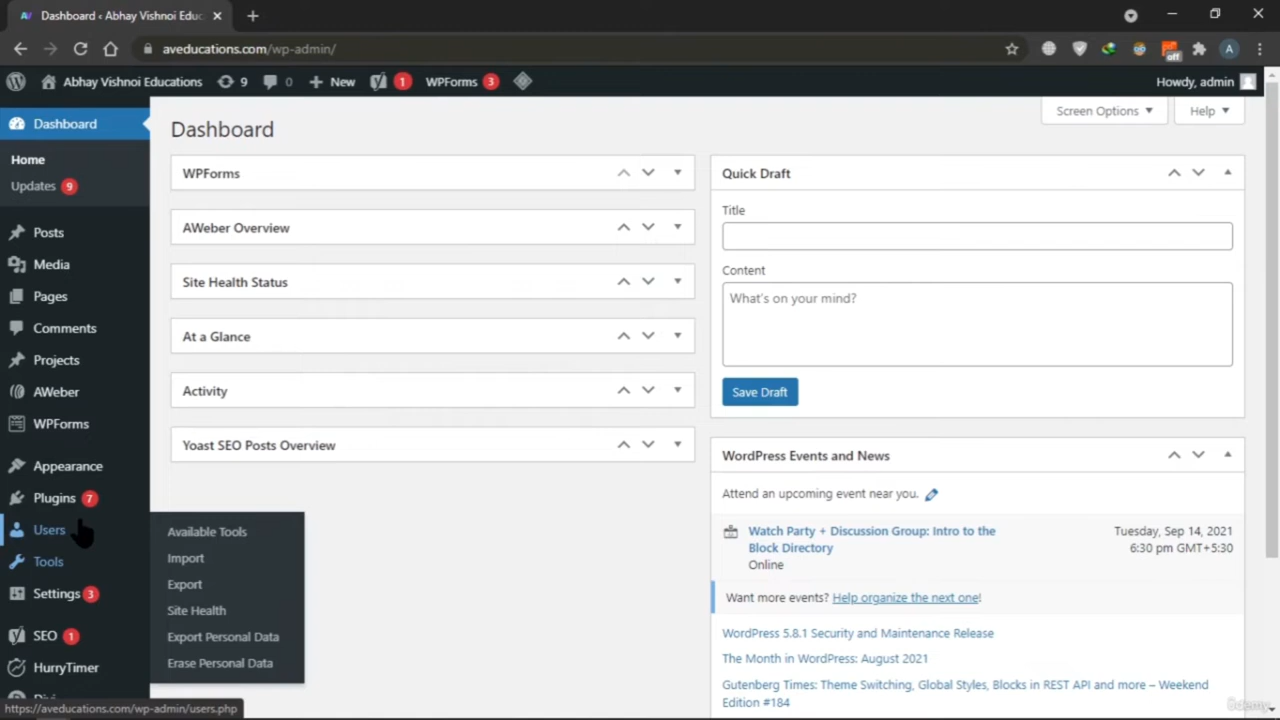 Dashboard ‹ Abhay Vishnoi Educ
aveducations.com/wp-admin/
off
A
Abhay Vishnoi Educations
9
0
New
1
WPForms
3
Howdy, admin
Dashboard
Home
Updates 9
Posts
Media
Pages
Comments
Projects
AWeber
WPForms
Appearance
Plugins 7
Users
Tools
Settings 3
SEO 1
HurryTimer
Available Tools
Import
Export
Site Health
Export Personal Data
Erase Personal Data
https://aveducations.com/wp-admin/users.php
Screen Options
Help
Dashboard
WPForms
AWeber Overview
Site Health Status
At a Glance
Activity
Yoast SEO Posts Overview
Quick Draft
Title
Content
What's on your mind?
Save Draft
WordPress Events and News
Attend an upcoming event near you.
Watch Party + Discussion Group: Intro to the
Block Directory
Online
Tuesday, Sep 14, 2021
6:30 pm GMT+5:30
Want more events? Help organize the next one!
WordPress 5.8.1 Security and Maintenance Release
The Month in WordPress: August 2021
Gutenberg Times: Theme Switching, Global Styles, Blocks in REST API and more – Weekend
Edition #184
ûdemy